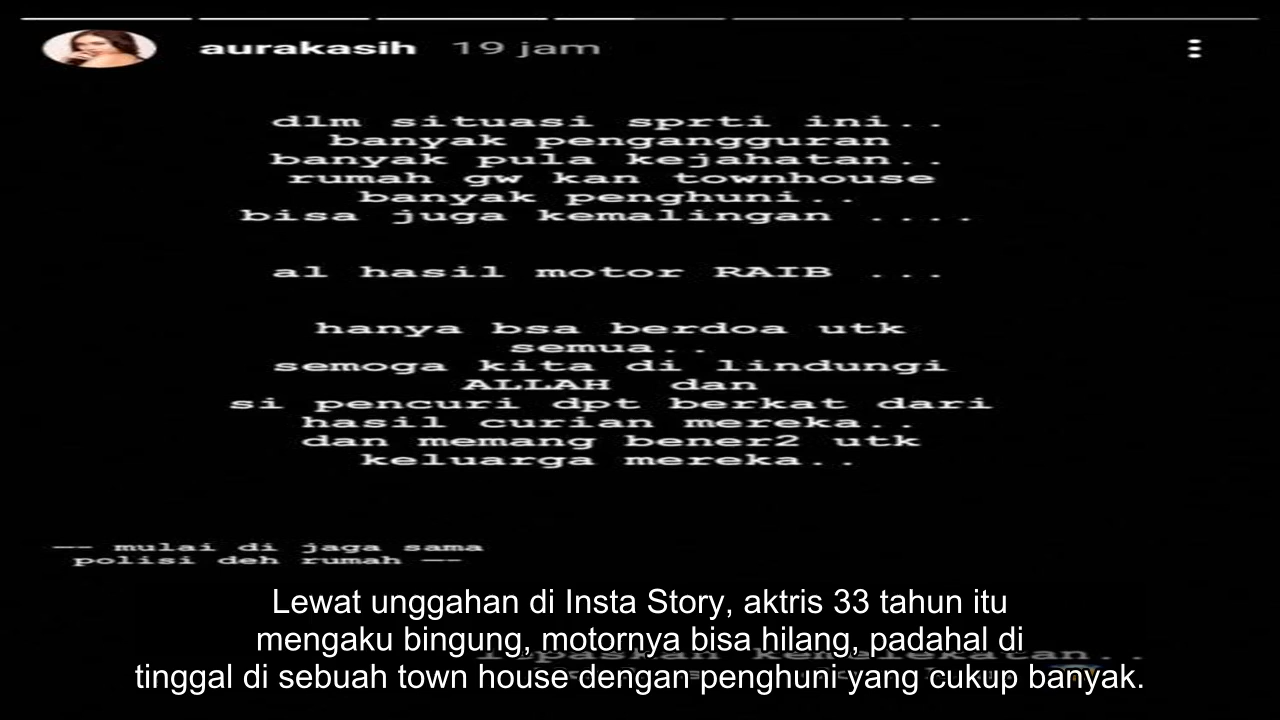 aurakasih 19 jam
dlm situasi sprti ini..
banyak pengangguran
banyak pula kejahatan..
rumah gw kan townhouse
banyak penghuni..
bisa juga kemalingan ....
al hasil motor RAIB ...
hanya bsa berdoa utk
semua..
semoga kita di lindungi
ALLAH dan
si pencuri dpt berkat dari
hasil curian mereka..
dan memang bener2 utk
keluarga mereka..
—— mulai di jaga sama
polisi deh rumah ——
Lewat unggahan di Insta Story, aktris 33 tahun itu
mengaku bingung, motornya bisa hilang, padahal di
tinggal di sebuah town house dengan penghuni yang cukup banyak.